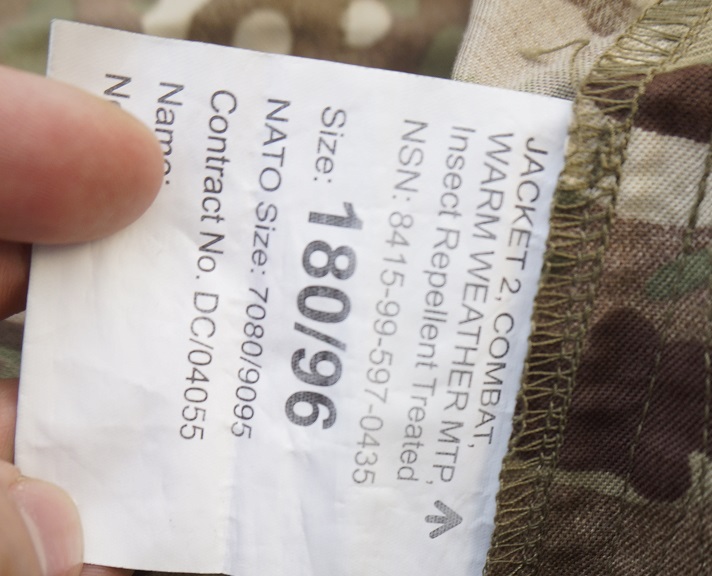 JACKET 2, COMBAT,
WARM WEATHER MTP,
Insect Repellent Treated
NSN: 8415-99-597-0435
Size: 180/96
NATO Size: 7080/9095
Contract No. DC/04055
Name: